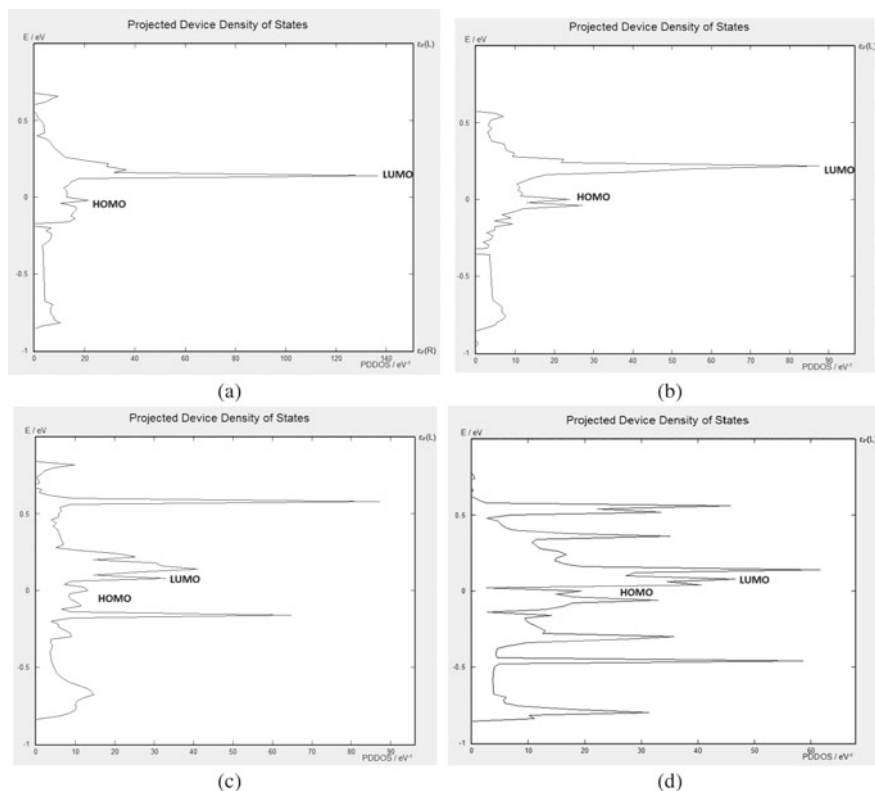 Projected Device Density of States
E / eV
εF(L)
0.5
LUMO
0
HOMO
-0.5
-1
εF(R)
0 20 40 60 80 100 120 140
PDDOS / eV⁻¹
(a)
Projected Device Density of States
E / eV
εF(L)
0.5
LUMO
HOMO
0
-0.5
-1
0 10 20 30 40 50 60 70 80 90
PDDOS / eV⁻¹
(b)
Projected Device Density of States
E / eV
εF(L)
0.5
LUMO
0
HOMO
-0.5
-1
0 10 20 30 40 50 60 70 80 90
PDDOS / eV⁻¹
(c)
Projected Device Density of States
E / eV
εF(L)
0.5
LUMO
0
HOMO
-0.5
-1
0 10 20 30 40 50 60
PDDOS / eV⁻¹
(d)